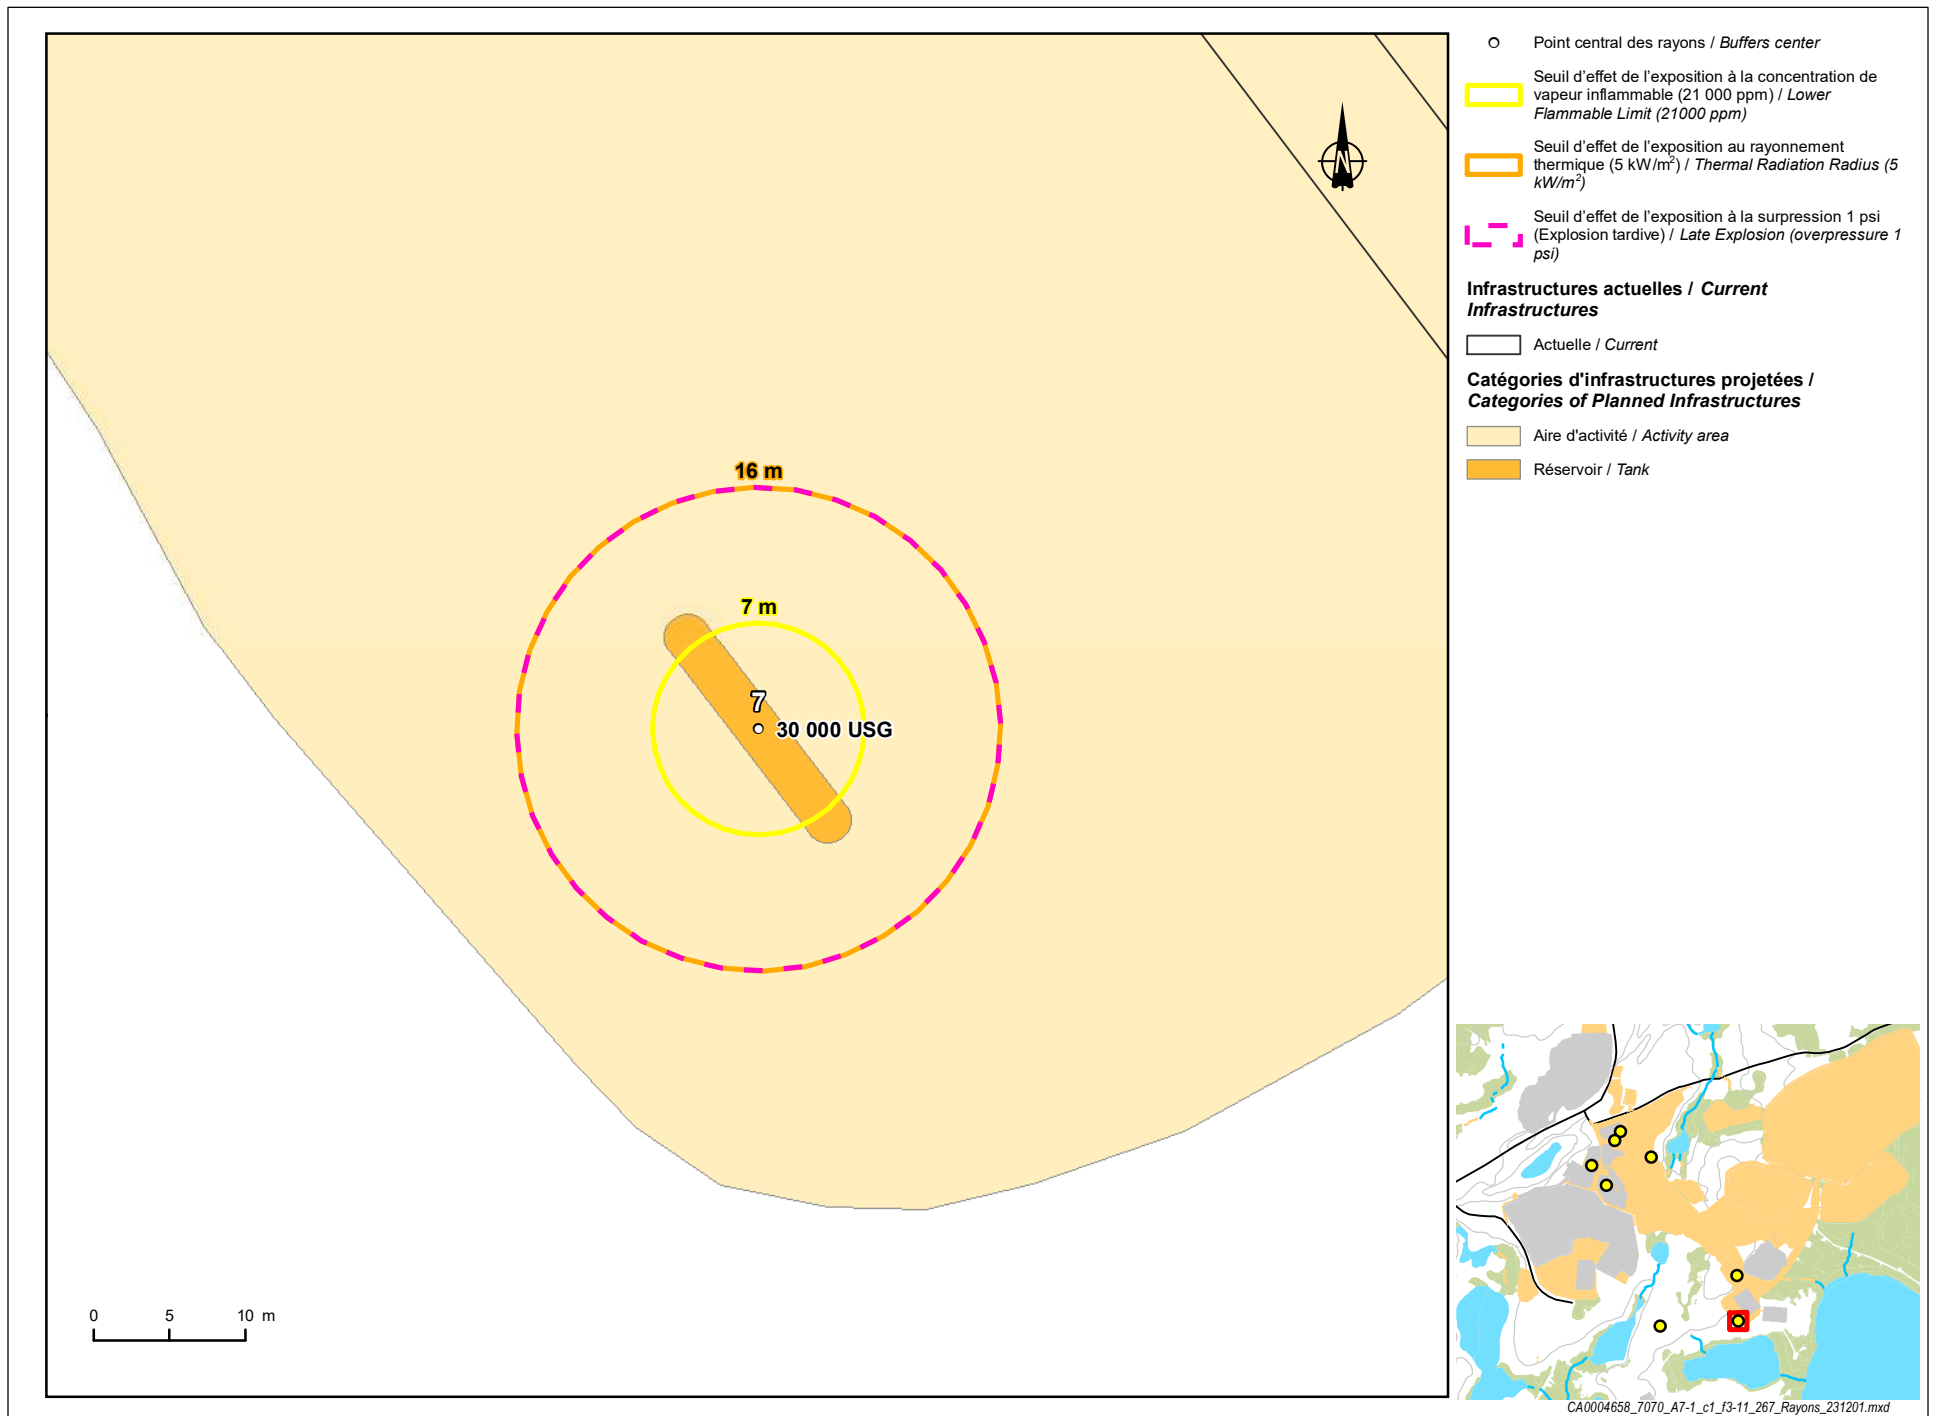 Point central des rayons / Buffers center
Seuil d'effet de l'exposition à la concentration de
vapeur inflammable (21 000 ppm) / Lower
Flammable Limit (21000 ppm)
Seuil d'effet de l'exposition au rayonnement
thermique (5 kW/m²) / Thermal Radiation Radius (5
kW/m²)
Seuil d'effet de l'exposition à la surpression 1 psi
(Explosion tardive) / Late Explosion (overpressure 1
psi)
Infrastructures actuelles / Current
Infrastructures
Actuelle / Current
Catégories d'infrastructures projetées /
Categories of Planned Infrastructures
Aire d'activité / Activity area
Réservoir / Tank
N
16 m
7 m
7
30 000 USG
0 5 10 m
CA0004658_7070_A7-1_c1_f3-11_267_Rayons_231201.mxd